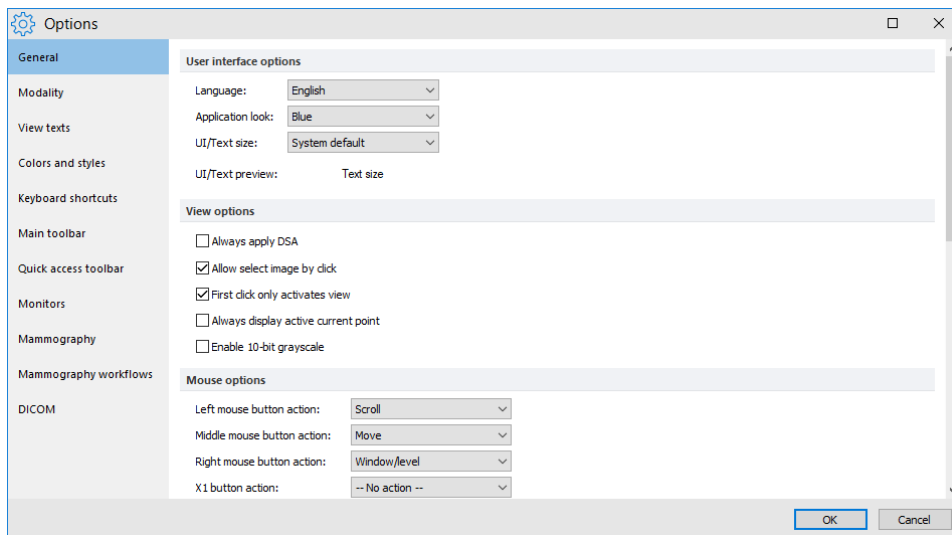 Options
General
Modality
View texts
Colors and styles
Keyboard shortcuts
Main toolbar
Quick access toolbar
Monitors
Mammography
Mammography workflows
DICOM
User interface options
Language: English
Application look: Blue
UI/Text size: System default
UI/Text preview: Text size
View options
Always apply DSA
Allow select image by click
First click only activates view
Always display active current point
Enable 10-bit grayscale
Mouse options
Left mouse button action: Scroll
Middle mouse button action: Move
Right mouse button action: Window/level
X1 button action: -- No action --
OK Cancel